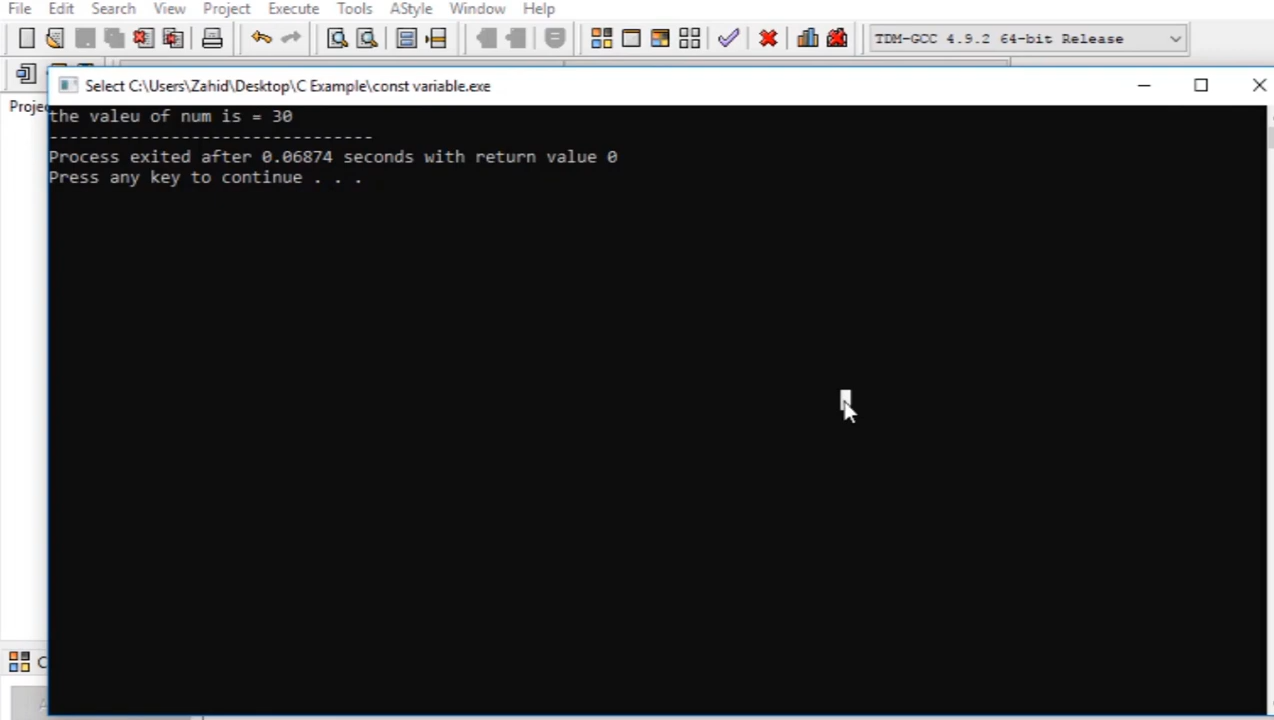 File Edit Search View Project Execute Tools AStyle Window Help
TDM-GCC 4.9.2 64-bit Release
Select C:\Users\Zahid\Desktop\C Example\const variable.exe
the valeu of num is = 30
--------------------------------
Process exited after 0.06874 seconds with return value 0
Press any key to continue . . .